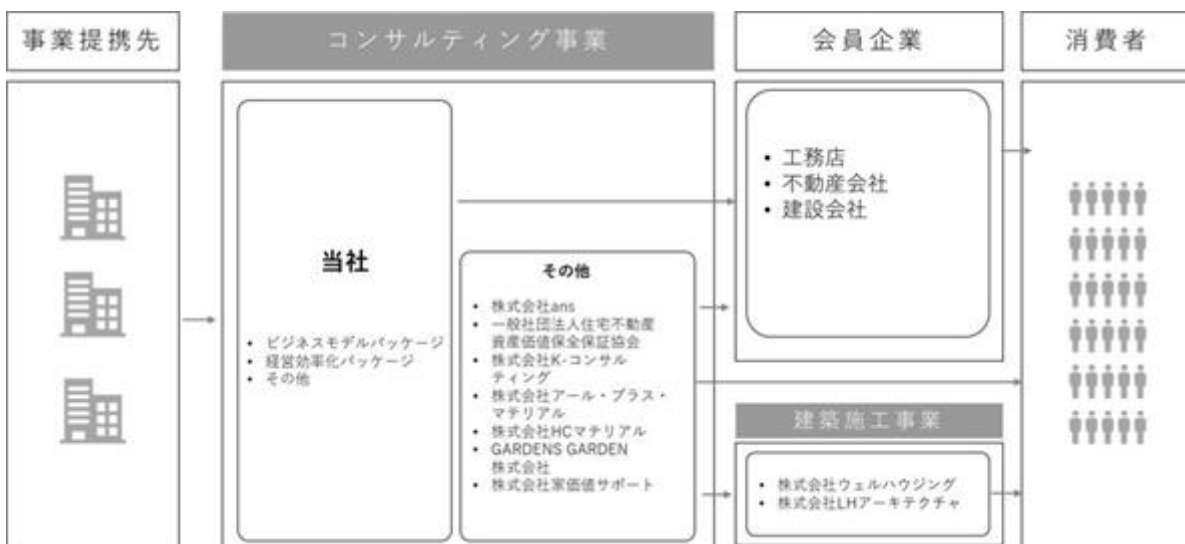 事業提携先
コンサルティング事業
会員企業
消費者
当社
• ビジネスモデルパッケージ
• 経営効率化パッケージ
• その他
その他
• 株式会社ans
• 一般社団法人住宅不動産
資産価値保全保証協会
• 株式会社K-コンサル
ティング
• 株式会社アール・プラス・
マテリアル
• 株式会社HCマテリアル
• GARDENS GARDEN
株式会社
• 株式会社家価値サポート
• 工務店
• 不動産会社
• 建設会社
建築施工事業
• 株式会社ウェルハウジング
• 株式会社LHアーキテクチャ